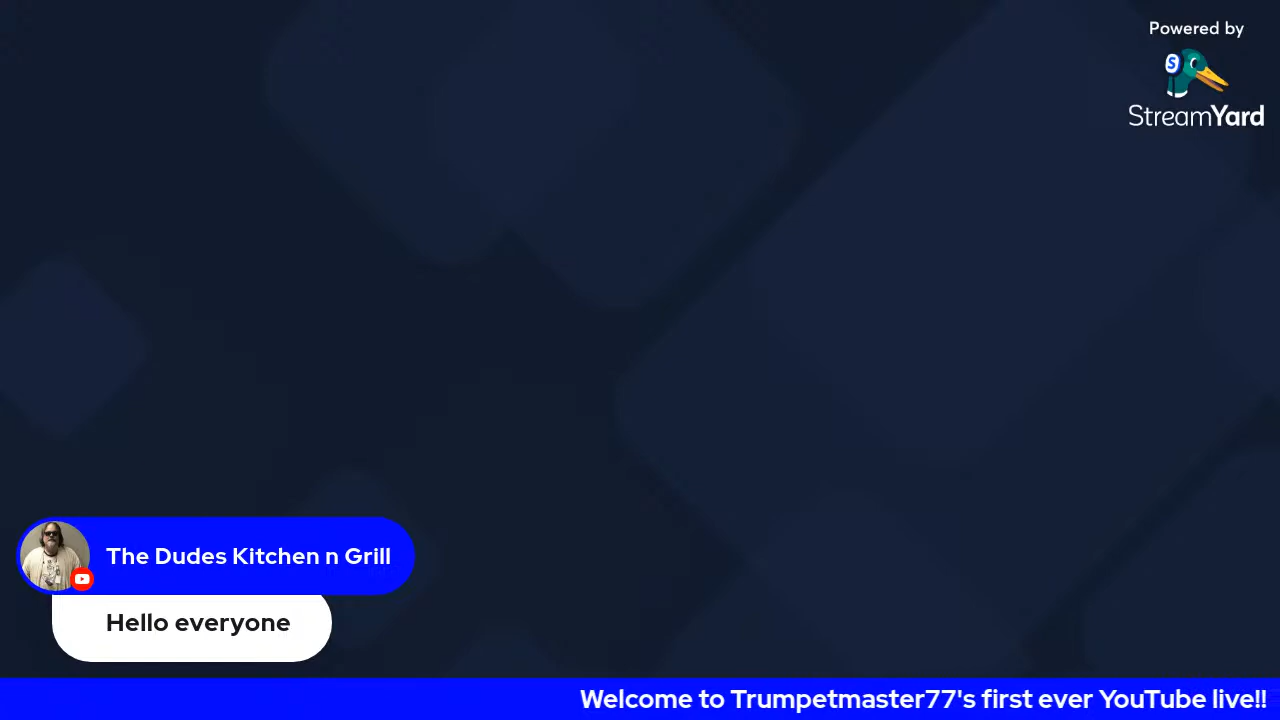 Powered by
StreamYard
The Dudes Kitchen n Grill
Hello everyone
Welcome to Trumpetmaster77's first ever YouTube live!!